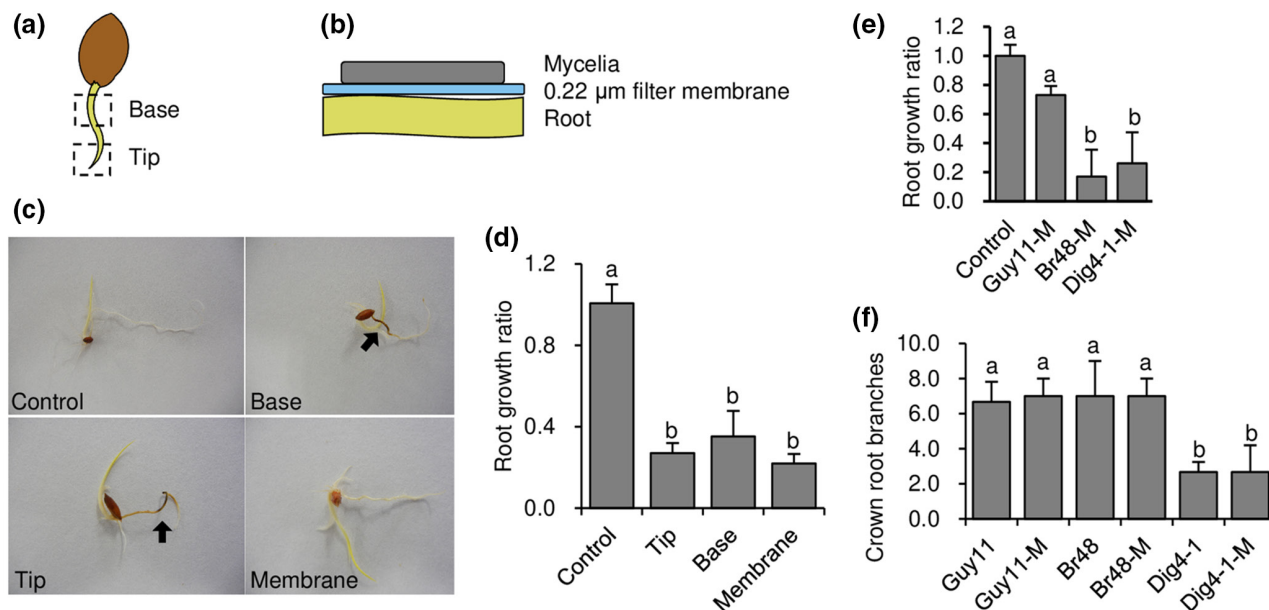 (a)
Base
Tip
(b)
Mycelia
0.22 µm filter membrane
Root
(c)
Control
Base
Tip
Membrane
(d)
Root growth ratio
1.2
0.8
0.4
0.0
a
b
b
b
Control
Tip
Base
Membrane
(e)
Root growth ratio
1.2
1.0
0.8
0.6
0.4
0.2
0.0
a
a
b
b
Control
Guy11-M
Br48-M
Dig4-1-M
(f)
Crown root branches
10.0
8.0
6.0
4.0
2.0
0.0
a
a
a
a
b
b
Guy11
Guy11-M
Br48
Br48-M
Dig4-1
Dig4-1-M